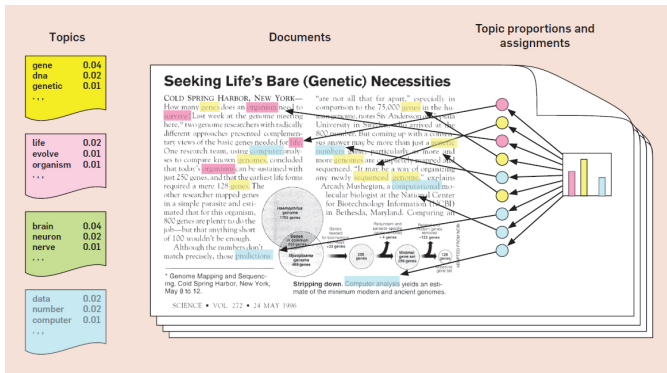 Topics
Documents
Topic proportions and
assignments
gene 0.04
dna 0.02
genetic 0.01
. . .
life 0.02
evolve 0.01
organism 0.01
. . .
brain 0.04
neuron 0.02
nerve 0.01
. . .
data 0.02
number 0.02
computer 0.01
. . .
Seeking Life's Bare (Genetic) Necessities
COLD SPRING HARBOR, NEW YORK—
How many genes does an organism need to
survive? Last week at the genome meeting
here,* two genome researchers with radically
different approaches presented complemen-
tary views of the basic genes needed for life.
One research team, using computer analy-
ses to compare known genomes, concluded
that today's organisms can be sustained with
just 250 genes, and that the earliest life forms
required a mere 128 genes. The
other researcher mapped genes
in a simple parasite and esti-
mated that for this organism,
800 genes are plenty to do the
job—but that anything short
of 100 wouldn't be enough.
Although the numbers don't
match precisely, those predictions
* Genome Mapping and Sequenc-
ing, Cold Spring Harbor, New York,
May 8 to 12.
"are not all that far apart," especially in
comparison to the 75,000 genes in the hu-
man genome, notes Siv Andersson
University in arrived at the
800 number. But coming up with a consen-
sus answer may be more than just a genetic
numbers particularly more and
more genomes are completely mapped and
sequenced. "It may be a way of organizing
any newly sequenced genome," explains
Arcady Mushegian, a computational mo-
lecular biologist at the National Center
for Biotechnology Information (NCBI)
in Bethesda, Maryland. Comparing an
Haemophilus
genome
1703 genes
Genes
in common
Mycoplasma
genome
genes
Genes
needed
Minimal
gene set
128
genes
gene set
Stripping down. Computer analysis yields an esti-
mate of the minimum modern and ancient genomes.
SCIENCE • VOL. 272 • 24 MAY 1996